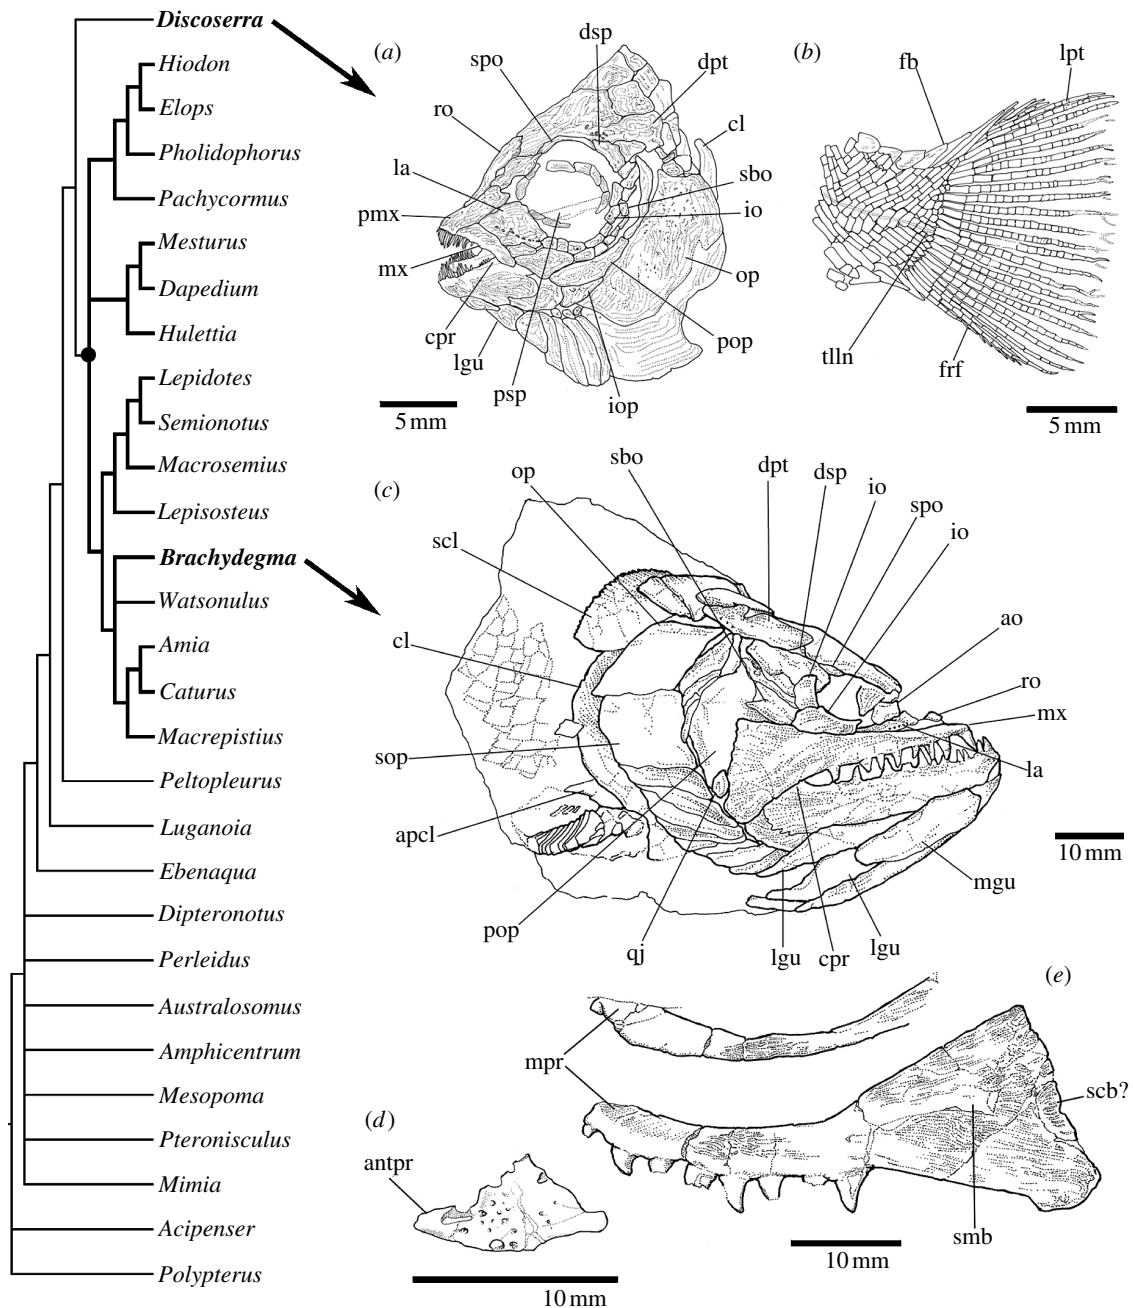 Discoserra
Hiodon
Elops
Pholidophorus
Pachycormus
Mesturus
Dapedium
Hulettia
Lepidotes
Semionotus
Macrosemius
Lepisosteus
Brachydegma
Watsonulus
Amia
Caturus
Macrepistius
Peltopleurus
Luganoia
Ebenaqua
Dipteronotus
Perleidus
Australosomus
Amphicentrum
Mesopoma
Pteronisculus
Mimia
Acipenser
Polypterus
(a)
dsp
spo
dpt
ro
cl
la
sbo
pmx
io
mx
op
cpr
lgu
pop
psp
iop
5 mm
(b)
fb
lpt
tlln
frf
5 mm
(c)
op
sbo
dpt
dsp
io
spo
io
scl
ao
cl
ro
mx
sop
la
apcl
10 mm
mgu
pop
qj
lgu
cpr
lgu
(e)
mpr
scb?
smb
10 mm
(d)
antpr
10 mm